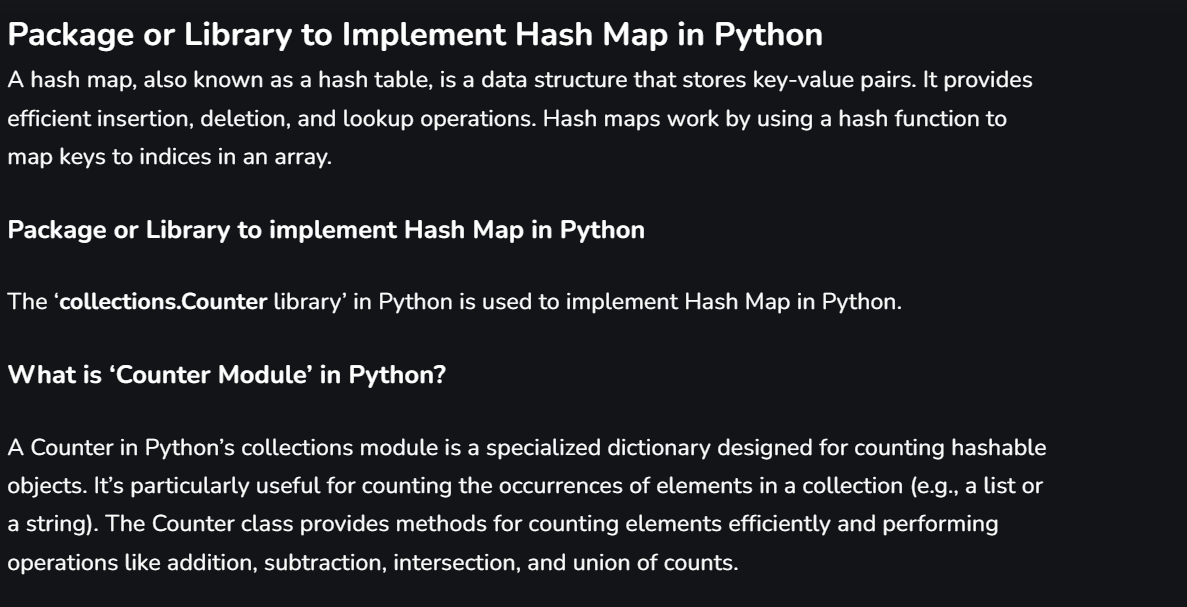 Package or Library to Implement Hash Map in Python
A hash map, also known as a hash table, is a data structure that stores key-value pairs. It provides
efficient insertion, deletion, and lookup operations. Hash maps work by using a hash function to
map keys to indices in an array.
Package or Library to implement Hash Map in Python
The ‘collections.Counter library’ in Python is used to implement Hash Map in Python.
What is ‘Counter Module’ in Python?
A Counter in Python’s collections module is a specialized dictionary designed for counting hashable
objects. It’s particularly useful for counting the occurrences of elements in a collection (e.g., a list or
a string). The Counter class provides methods for counting elements efficiently and performing
operations like addition, subtraction, intersection, and union of counts.